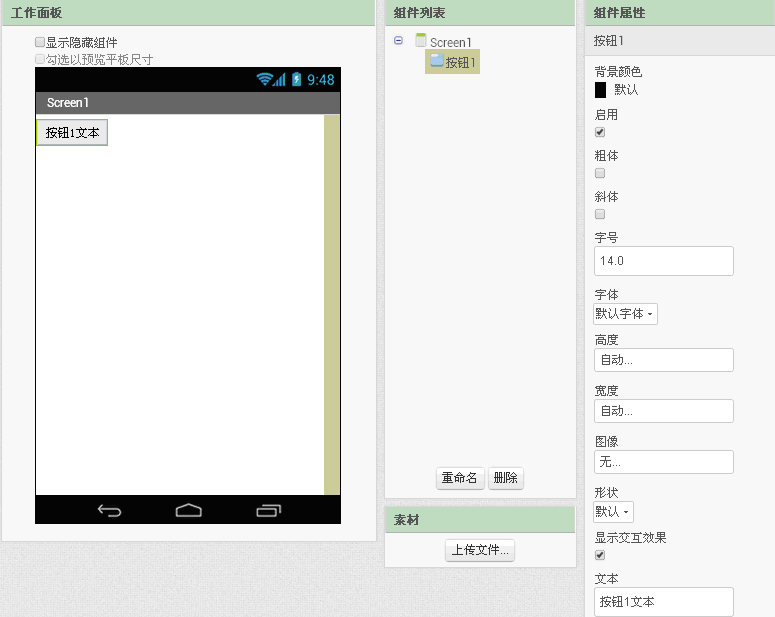 工作面板
显示隐藏组件
勾选以预览平板尺寸
9:48
Screen1
按钮1文本
组件列表
Screen1
按钮1
重命名 删除
素材
上传文件...
组件属性
按钮1
背景颜色
默认
启用
粗体
斜体
字号
14.0
字体
默认字体
高度
自动...
宽度
自动...
图像
无...
形状
默认
显示交互效果
文本
按钮1文本